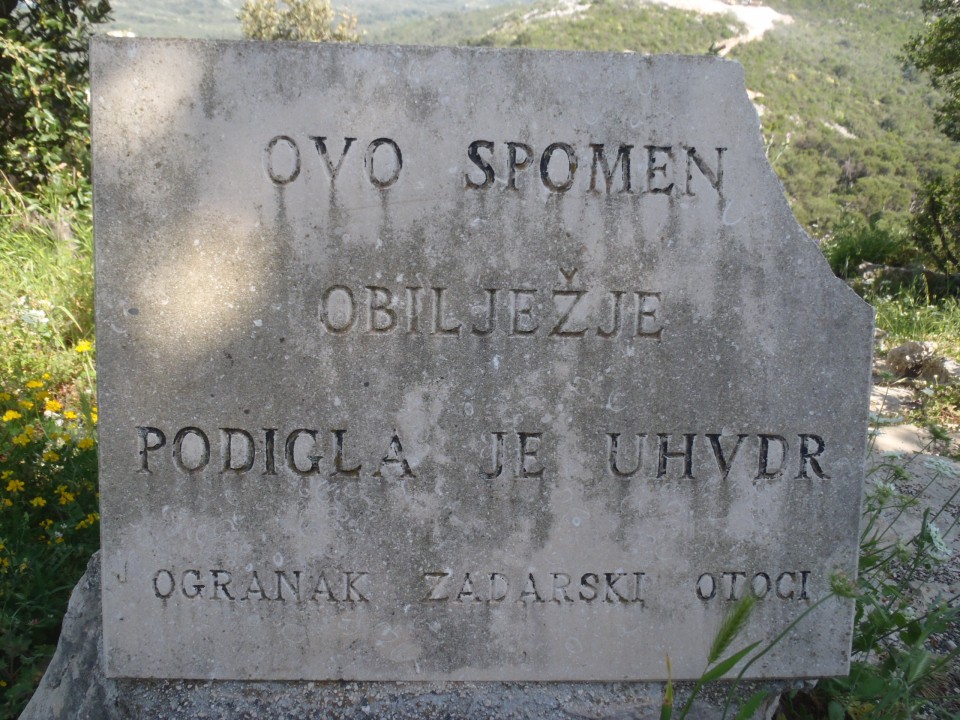 OVO SPOMEN
OBILJEŽJE
PODIGLA JE UHVDR
OGRANAK ZADARSKI OTOCI